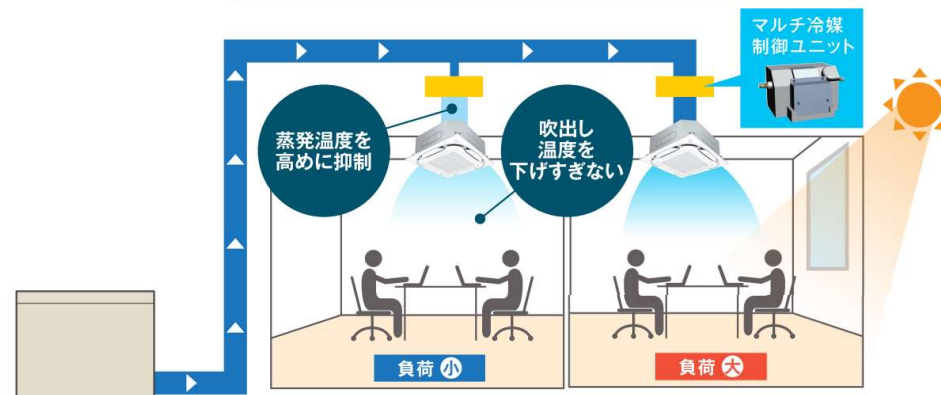 マルチ冷媒
制御ユニット
蒸発温度を
高めに抑制
吹出し
温度を
下げすぎない
負荷 小
負荷 大